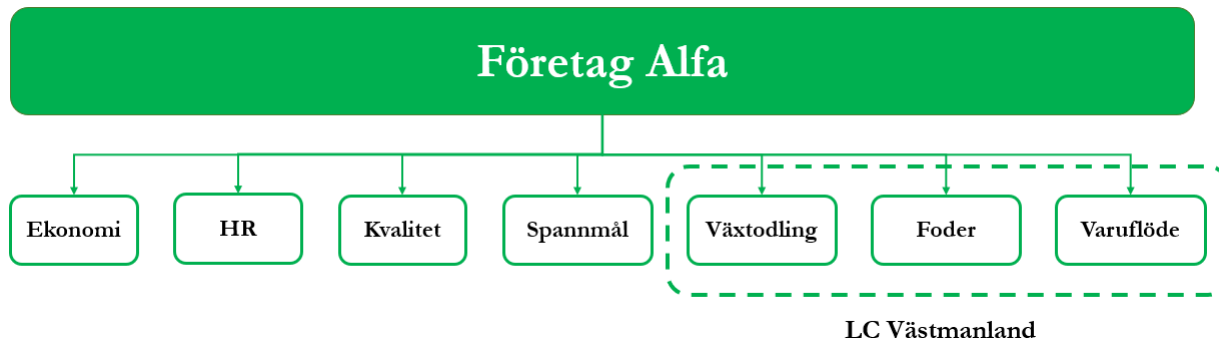 Företag Alfa
Ekonomi
HR
Kvalitet
Spannmål
Växtodling
Foder
Varuflöde
LC Västmanland